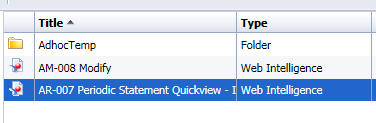 Title Type
AdhocTemp Folder
AM-008 Modify Web Intelligence
AR-007 Periodic Statement Quickview - Web Intelligence